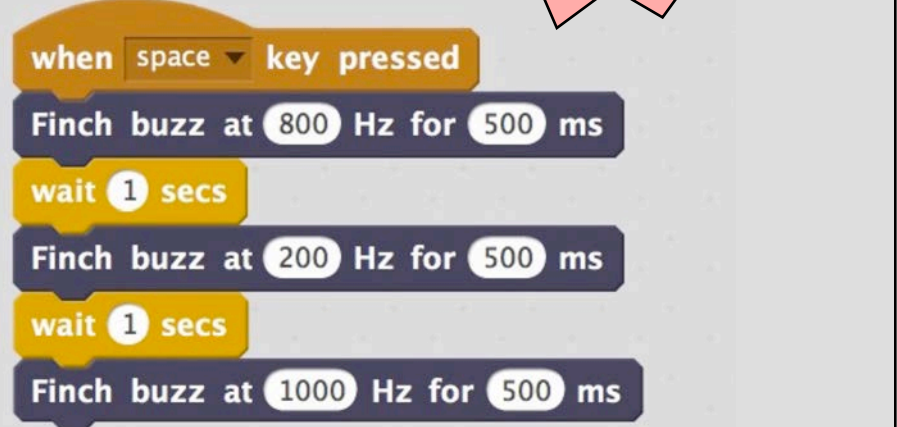 when space key pressed
Finch buzz at 800 Hz for 500 ms
wait 1 secs
Finch buzz at 200 Hz for 500 ms
wait 1 secs
Finch buzz at 1000 Hz for 500 ms